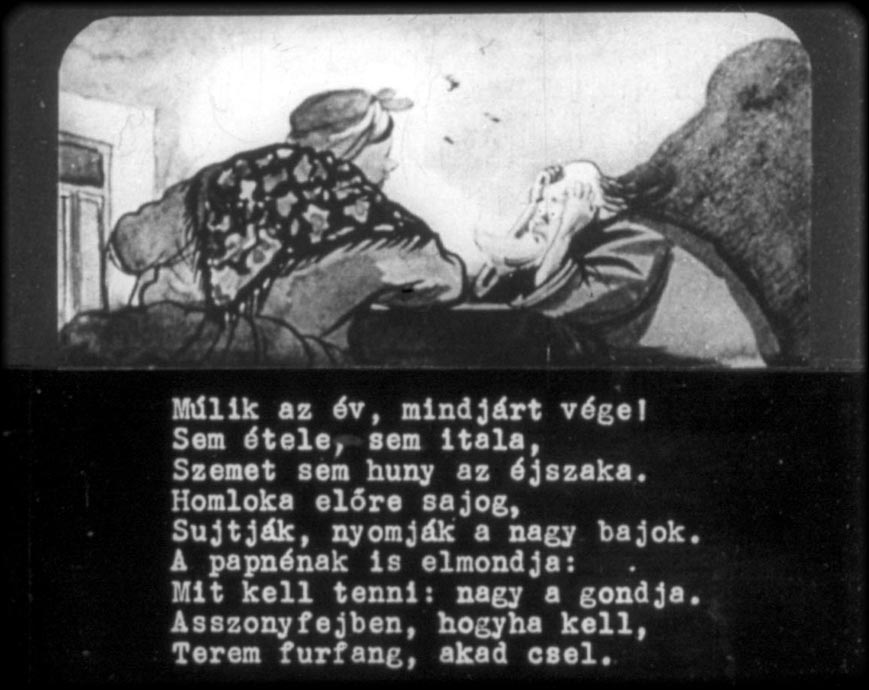 Múlik az év, mindjárt vége!
Sem étele, sem itala,
Szemet sem huny az éjszaka.
Homloka előre sajog,
Sujtják, nyomják a nagy bajok.
A papnénak is elmondja:
Mit kell tenni: nagy a gondja.
Asszonyfejben, hogyha kell,
Terem furfang, akad csel.